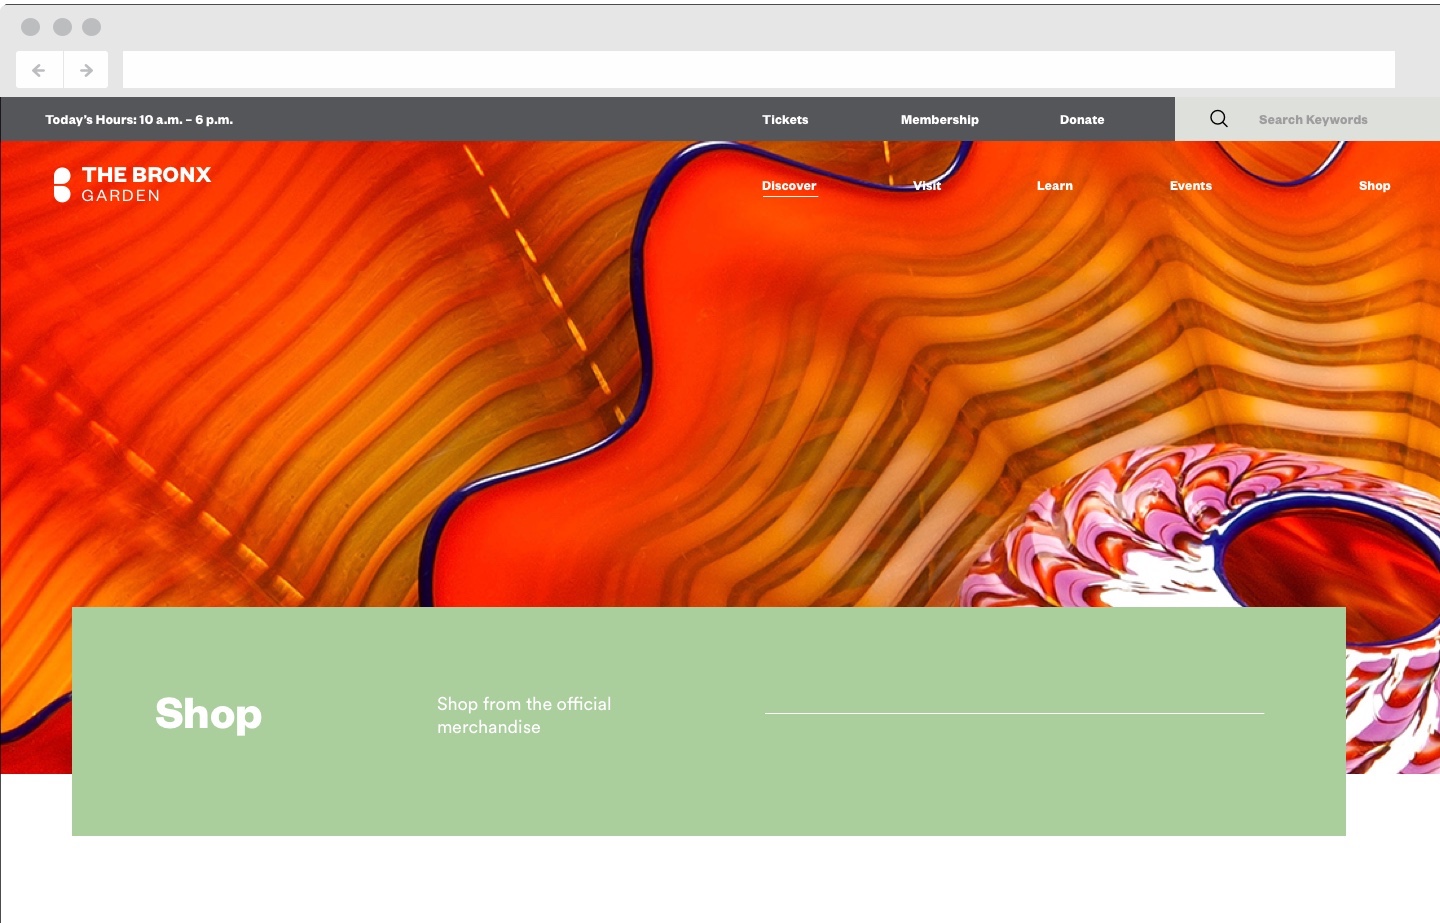 Today's Hours: 10 a.m. – 6 p.m.
Tickets
Membership
Donate
Search Keywords
THE BRONX
GARDEN
Discover
Visit
Learn
Events
Shop
Shop
Shop from the official
merchandise